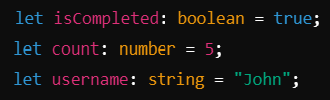 let isCompleted: boolean = true;
let count: number = 5;
let username: string = "John";